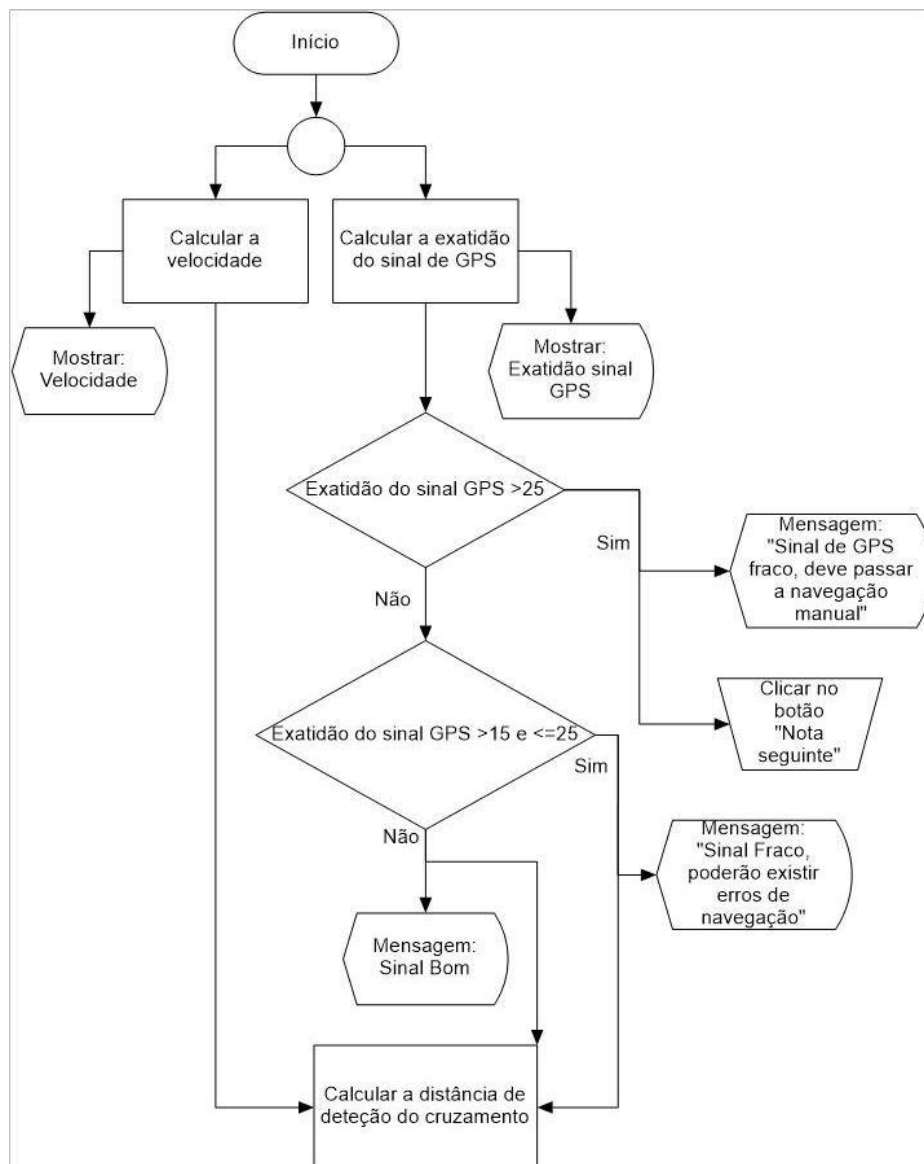 Início
Calcular a
velocidade
Calcular a exatidão
do sinal de GPS
Mostrar:
Velocidade
Mostrar:
Exatidão sinal
GPS
Exatidão do sinal GPS >25
Sim
Mensagem:
"Sinal de GPS
fraco, deve passar
a navegação
manual"
Não
Clicar no
botão
"Nota
seguinte"
Exatidão do sinal GPS >15 e <=25
Sim
Não
Mensagem:
"Sinal Fraco,
poderão existir
erros de
navegação"
Mensagem:
Sinal Bom
Calcular a distância de
deteção do cruzamento